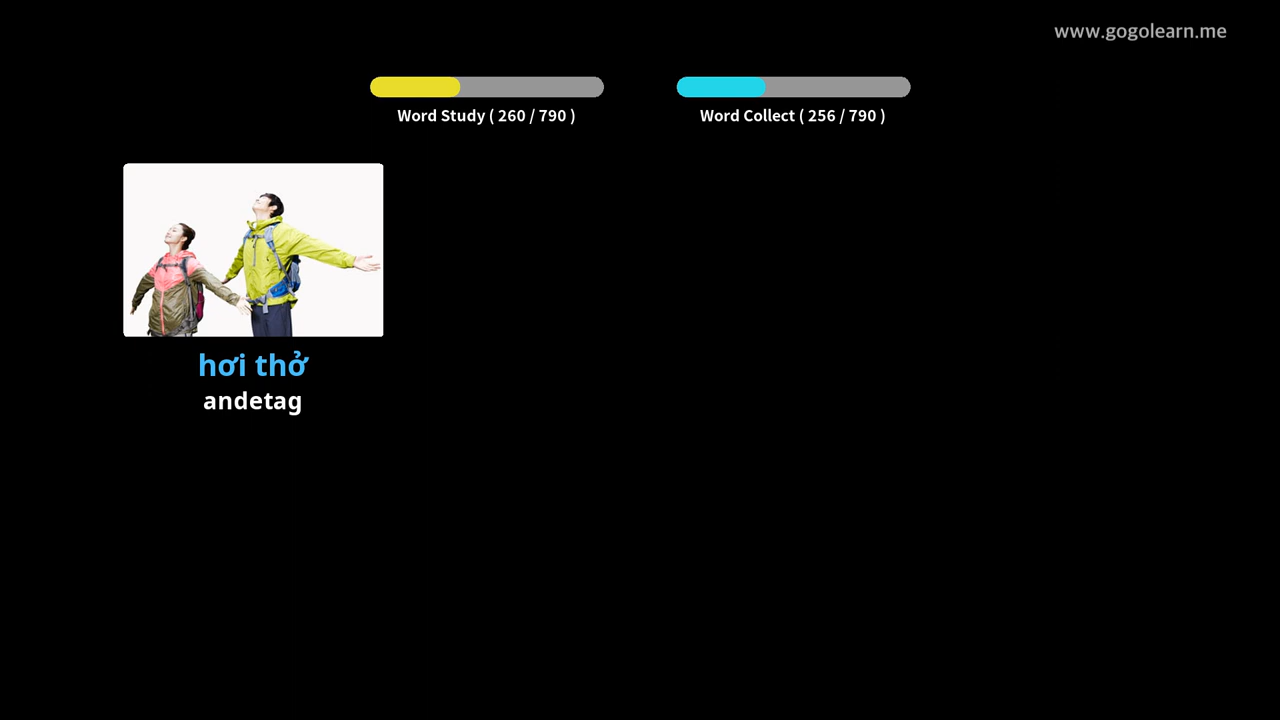 www.gogolearn.me
Word Study ( 260 / 790 )
Word Collect ( 256 / 790 )
hơi thở
andetag